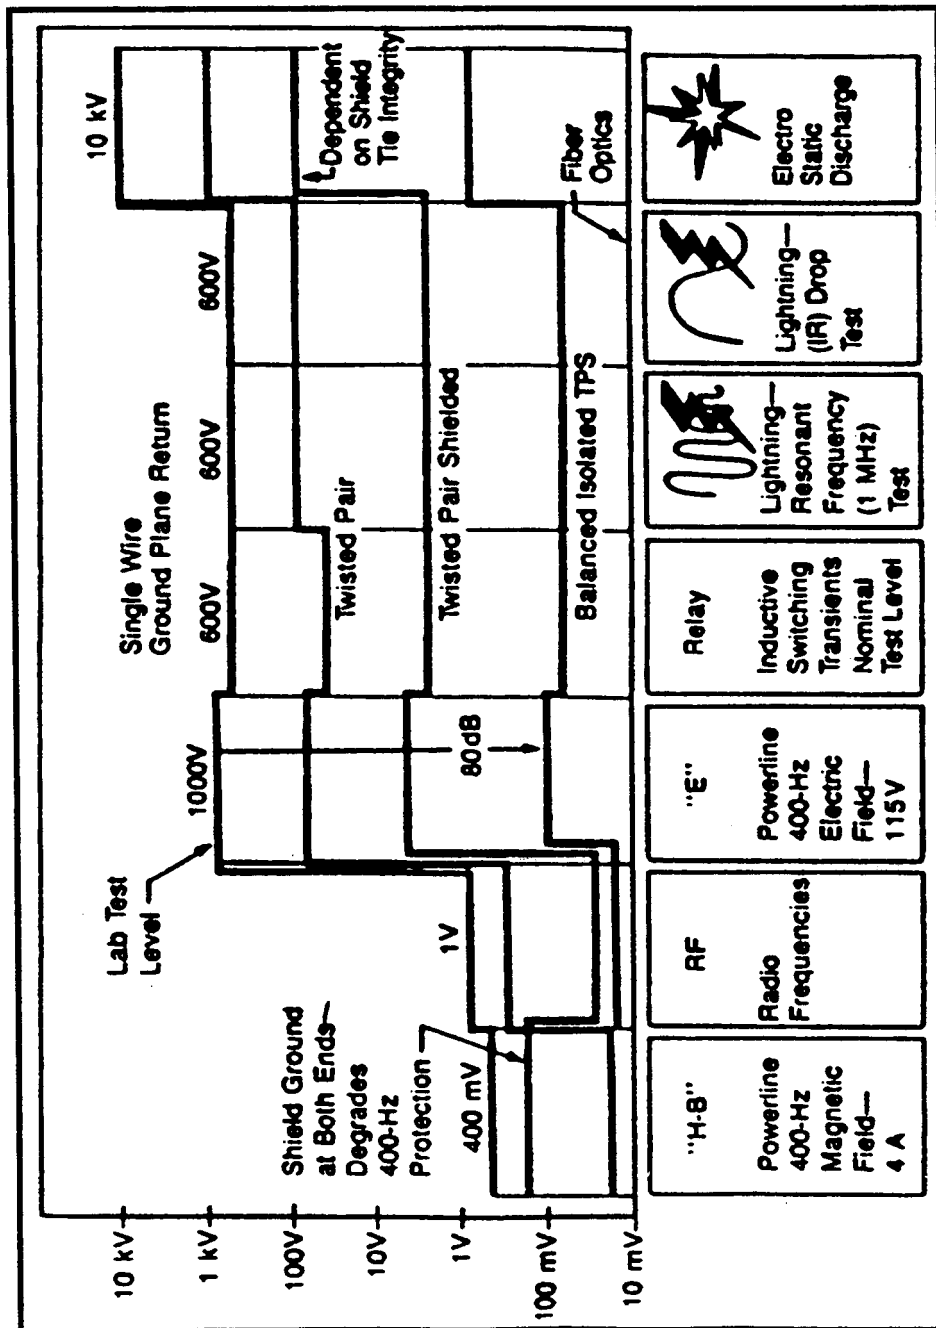 10 kV
1 kV
100V
10V
1V
100 mV
10 mV
Lab Test
Level
Single Wire
Ground Plane Return
Shield Ground
at Both Ends—
Degrades
400-Hz
Protection
400 mV
1V
1000V
600V
600V
600V
10 kV
80dB
Twisted Pair
Twisted Pair Shielded
Balanced Isolated TPS
Dependent
on Shield
Tie Integrity
Fiber
Optics
"H-B"
Powerline
400-Hz
Magnetic
Field—
4 A
RF
Radio
Frequencies
"E"
Powerline
400-Hz
Electric
Field—
115V
Relay
Inductive
Switching
Transients
Nominal
Test Level
Lightning—
Resonant
Frequency
(1 MHz)
Test
Lightning—
(IR) Drop
Test
Electro
Static
Discharge